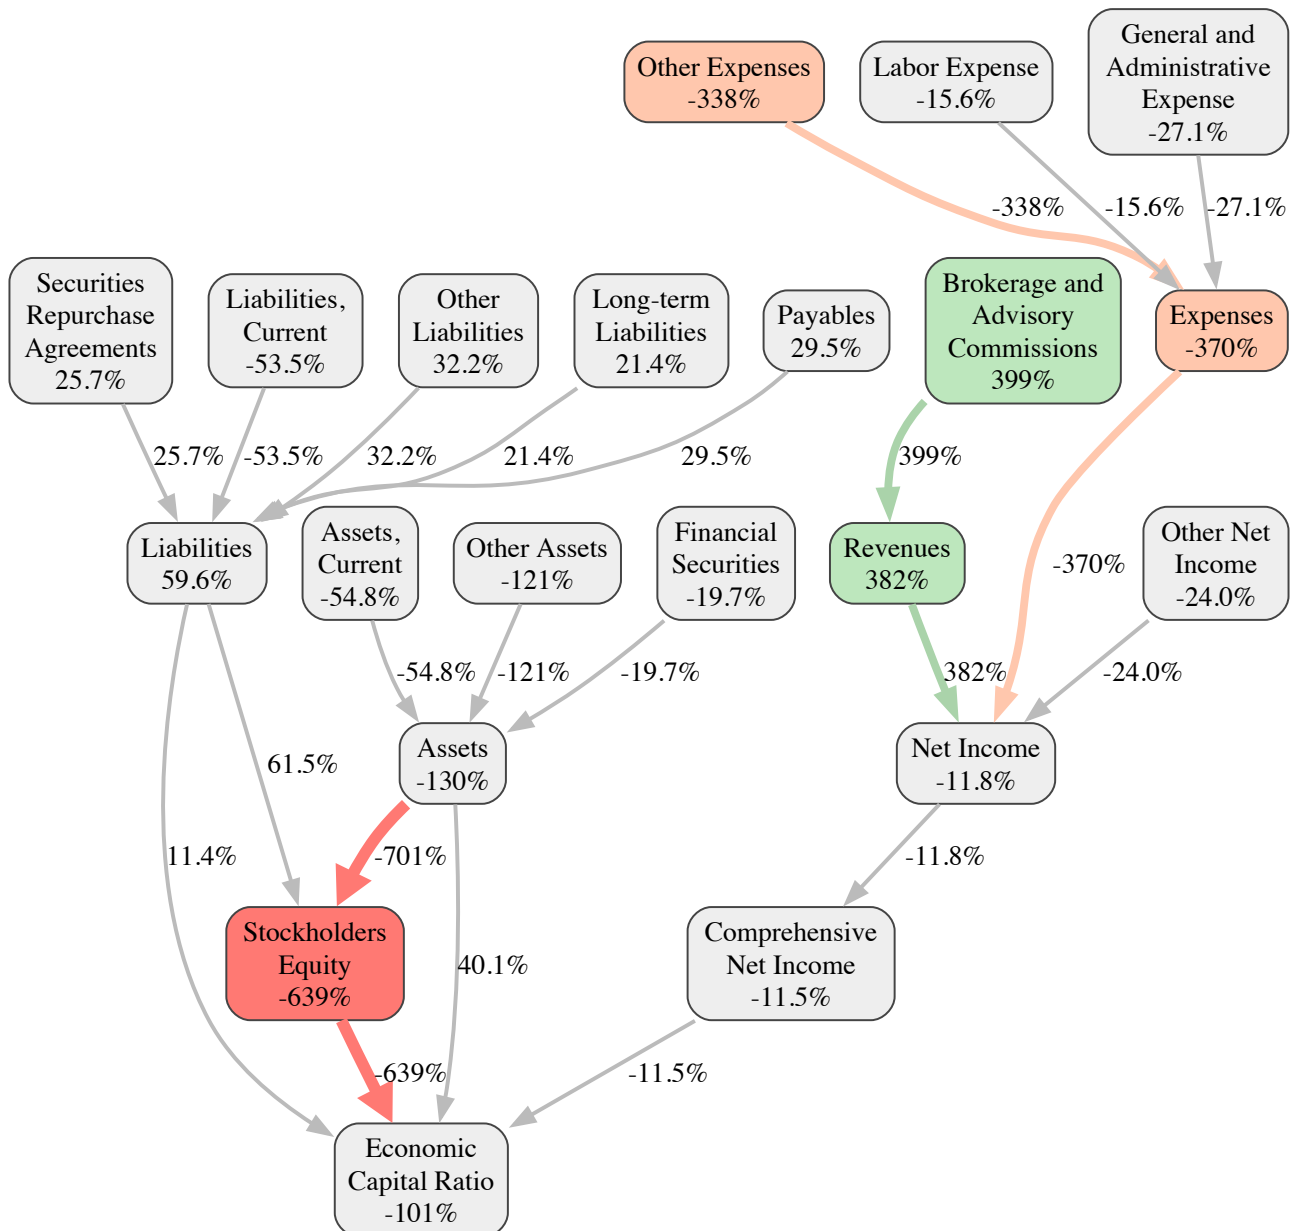 Other Expenses
-338%
Labor Expense
-15.6%
General and
Administrative
Expense
-27.1%
-338%
-15.6%
-27.1%
Securities
Repurchase
Agreements
25.7%
Liabilities,
Current
-53.5%
Other
Liabilities
32.2%
Long-term
Liabilities
21.4%
Payables
29.5%
Brokerage and
Advisory
Commissions
399%
Expenses
-370%
25.7%
-53.5%
32.2%
21.4%
29.5%
399%
Liabilities
59.6%
Assets,
Current
-54.8%
Other Assets
-121%
Financial
Securities
-19.7%
Revenues
382%
-370%
Other Net
Income
-24.0%
-54.8%
-121%
-19.7%
382%
-24.0%
61.5%
Assets
-130%
Net Income
-11.8%
11.4%
-701%
-11.8%
Stockholders
Equity
-639%
40.1%
Comprehensive
Net Income
-11.5%
-639%
-11.5%
Economic
Capital Ratio
-101%